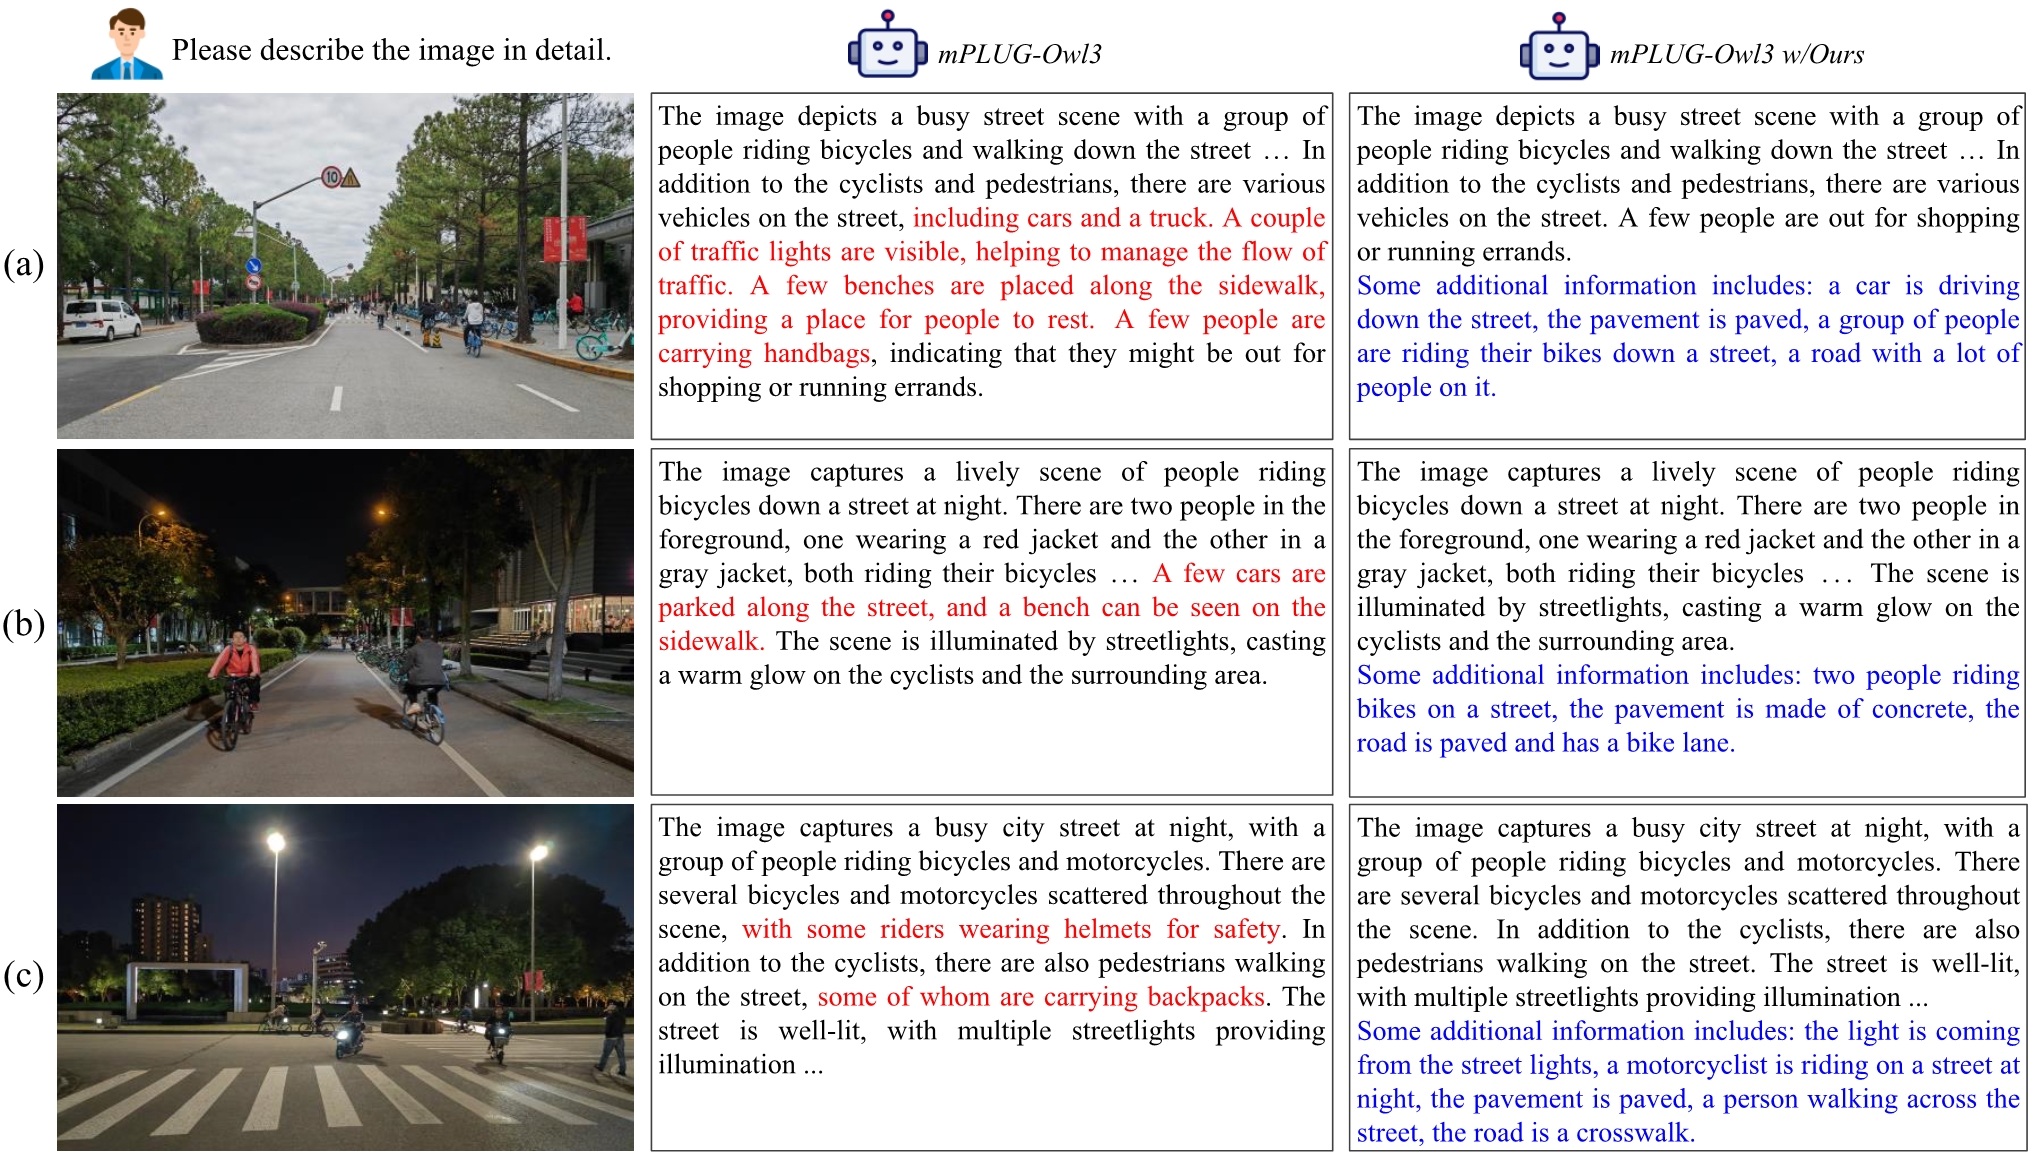 Please describe the image in detail.
mPLUG-Owl3
mPLUG-Owl3 w/Ours
(a)
10
The image depicts a busy street scene with a group of
people riding bicycles and walking down the street … In
addition to the cyclists and pedestrians, there are various
vehicles on the street, including cars and a truck. A couple
of traffic lights are visible, helping to manage the flow of
traffic. A few benches are placed along the sidewalk,
providing a place for people to rest. A few people are
carrying handbags, indicating that they might be out for
shopping or running errands.
The image depicts a busy street scene with a group of
people riding bicycles and walking down the street … In
addition to the cyclists and pedestrians, there are various
vehicles on the street. A few people are out for shopping
or running errands.
Some additional information includes: a car is driving
down the street, the pavement is paved, a group of people
are riding their bikes down a street, a road with a lot of
people on it.
(b)
The image captures a lively scene of people riding
bicycles down a street at night. There are two people in the
foreground, one wearing a red jacket and the other in a
gray jacket, both riding their bicycles … A few cars are
parked along the street, and a bench can be seen on the
sidewalk. The scene is illuminated by streetlights, casting
a warm glow on the cyclists and the surrounding area.
The image captures a lively scene of people riding
bicycles down a street at night. There are two people in
the foreground, one wearing a red jacket and the other in a
gray jacket, both riding their bicycles … The scene is
illuminated by streetlights, casting a warm glow on the
cyclists and the surrounding area.
Some additional information includes: two people riding
bikes on a street, the pavement is made of concrete, the
road is paved and has a bike lane.
(c)
The image captures a busy city street at night, with a
group of people riding bicycles and motorcycles. There are
several bicycles and motorcycles scattered throughout the
scene, with some riders wearing helmets for safety. In
addition to the cyclists, there are also pedestrians walking
on the street, some of whom are carrying backpacks. The
street is well-lit, with multiple streetlights providing
illumination ...
The image captures a busy city street at night, with a
group of people riding bicycles and motorcycles. There
are several bicycles and motorcycles scattered throughout
the scene. In addition to the cyclists, there are also
pedestrians walking on the street. The street is well-lit,
with multiple streetlights providing illumination ...
Some additional information includes: the light is coming
from the street lights, a motorcyclist is riding on a street at
night, the pavement is paved, a person walking across the
street, the road is a crosswalk.